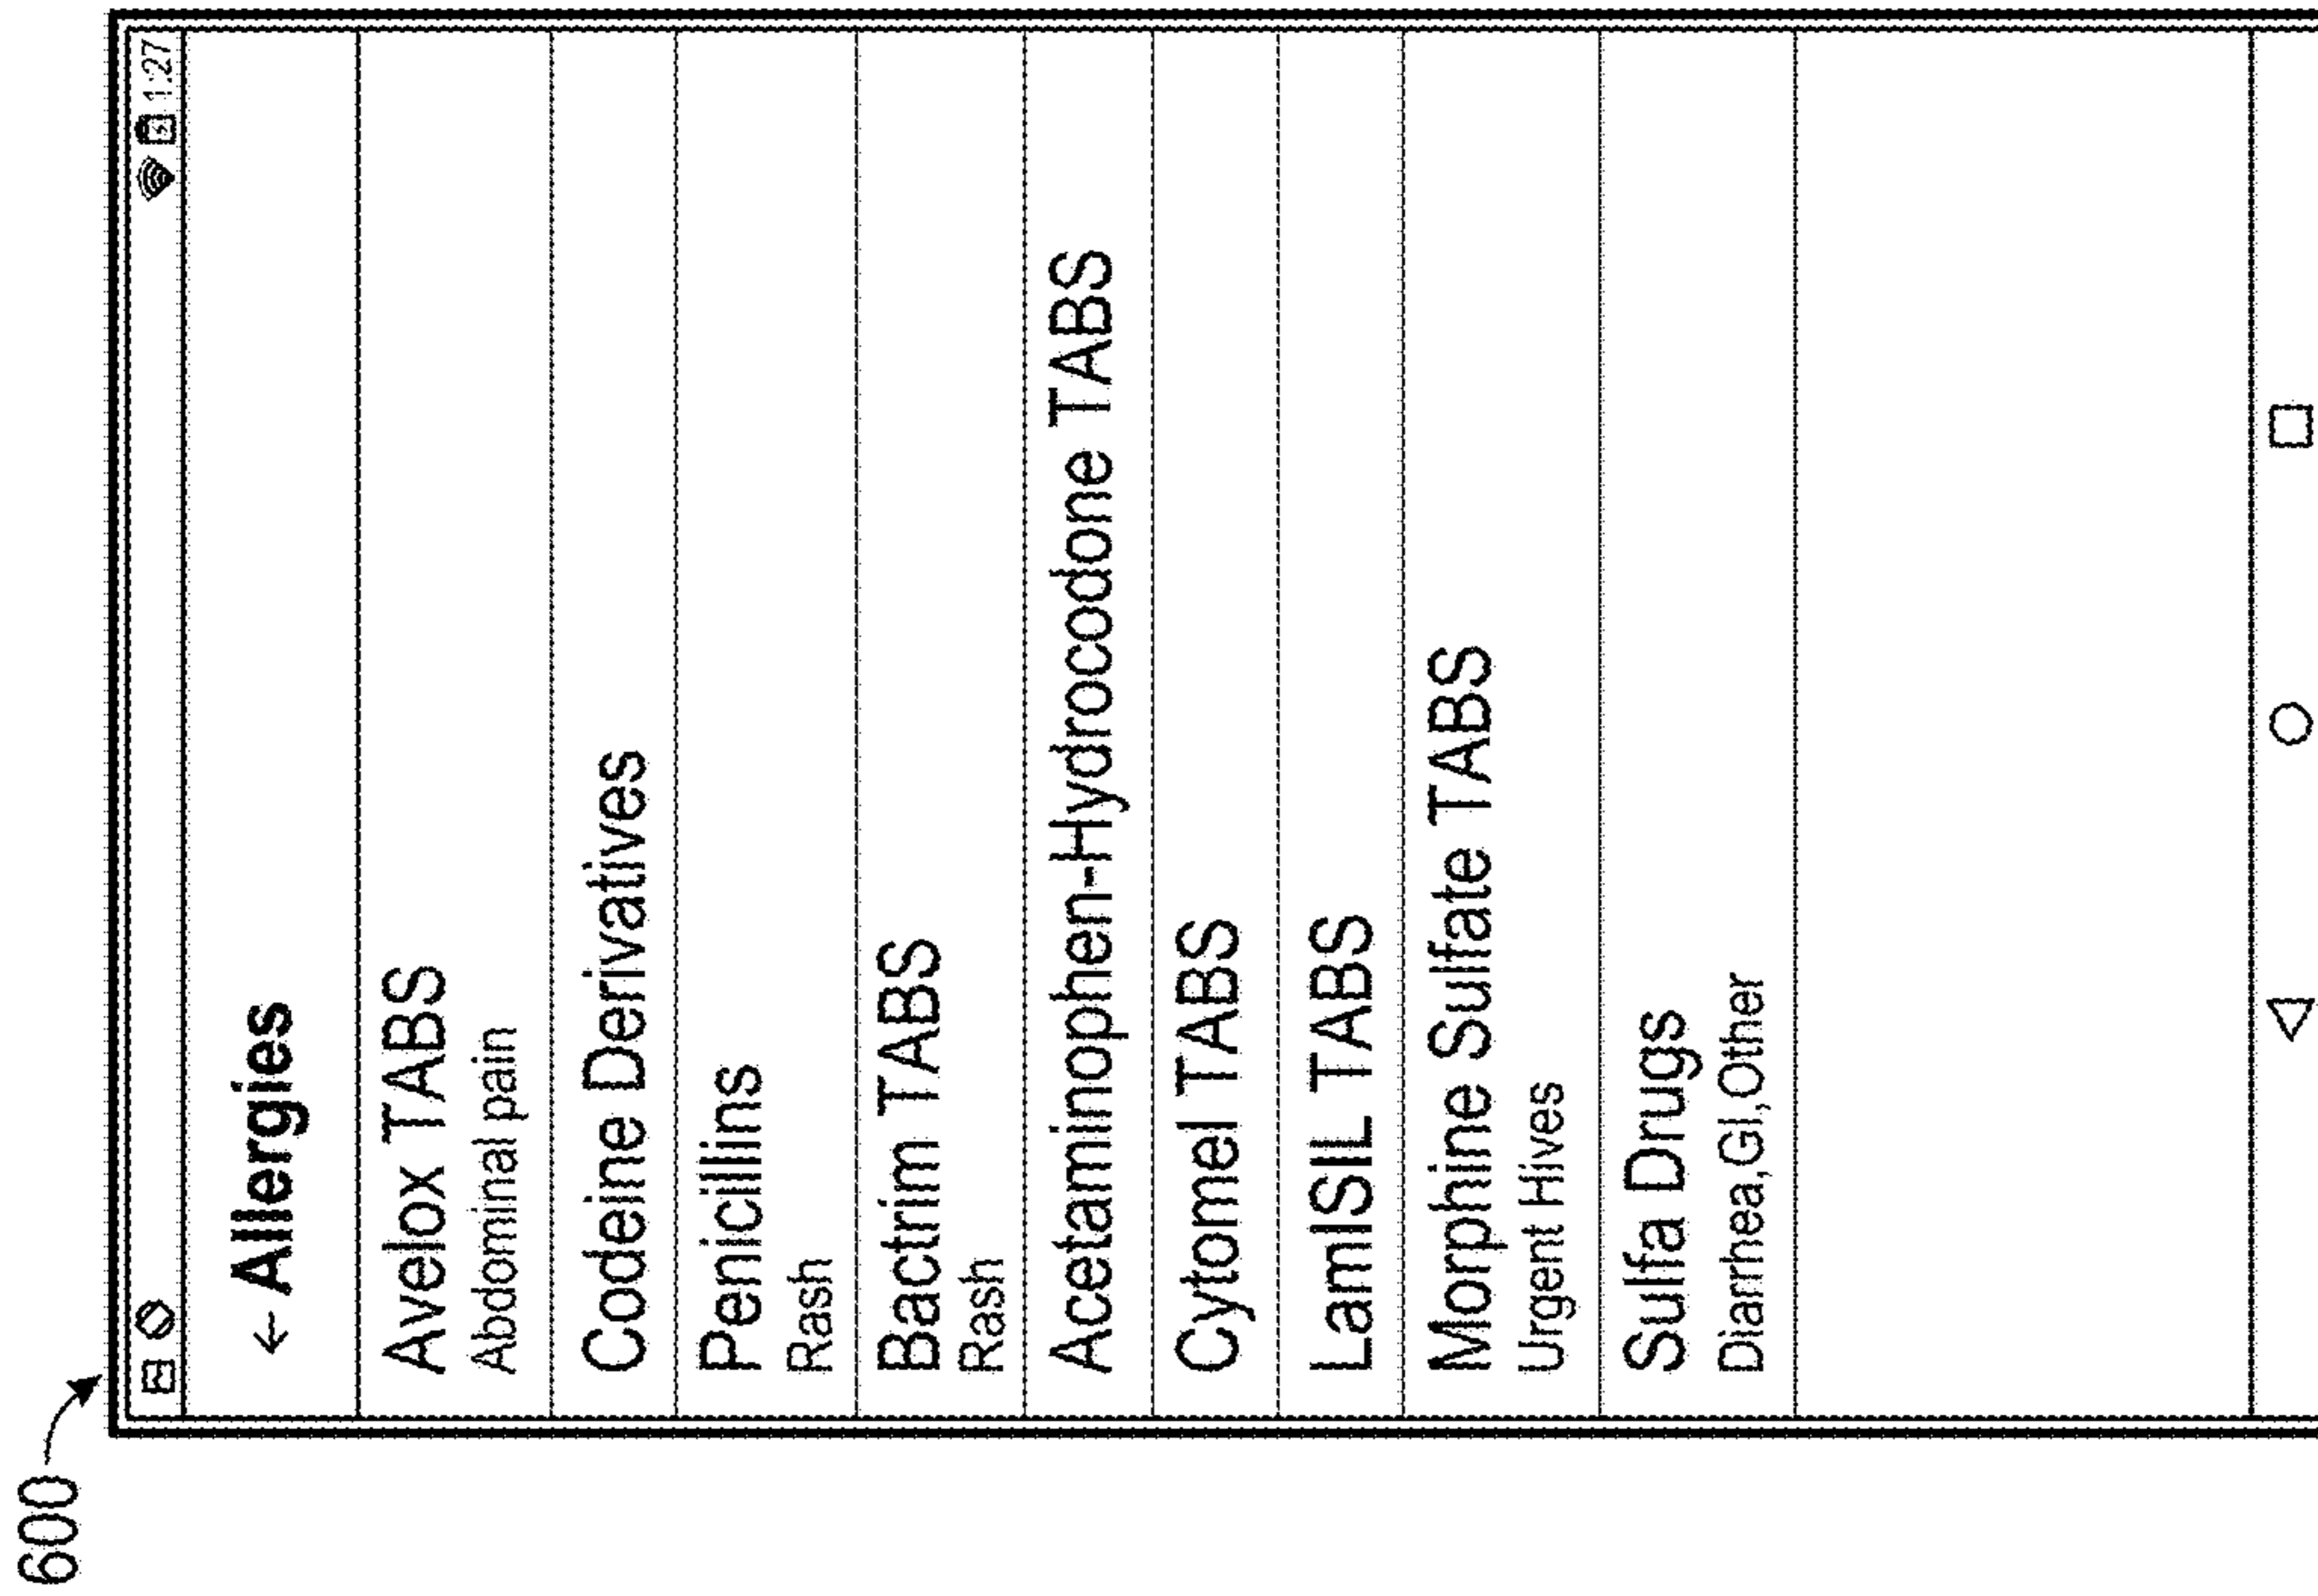 600
1:27
← Allergies
Avelox TABS
Abdominal pain
Codeine Derivatives
Penicillins
Rash
Bactrim TABS
Rash
Acetaminophen-Hydrocodone TABS
Cytomel TABS
LamISIL TABS
Morphine Sulfate TABS
Urgent Hives
Sulfa Drugs
Diarrhea,GI,Other